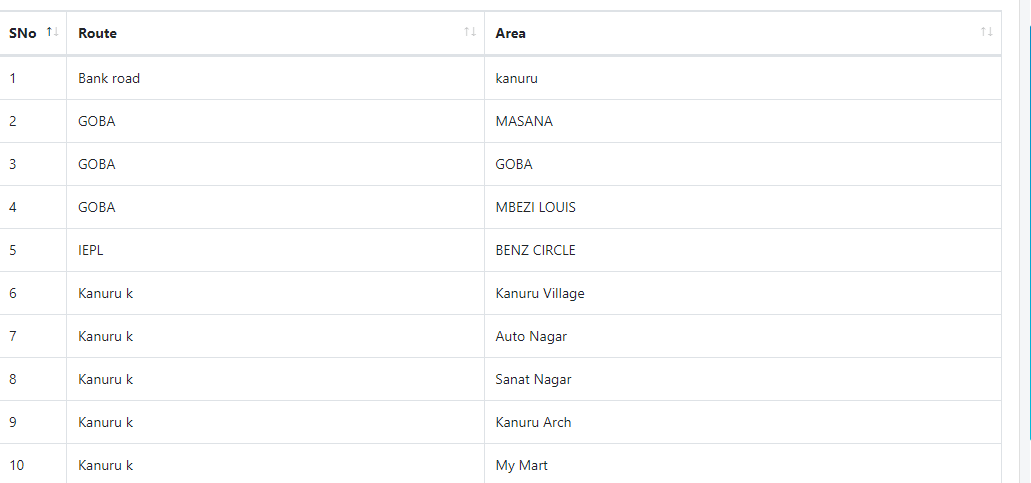 SNo Route Area
1 Bank road kanuru
2 GOBA MASANA
3 GOBA GOBA
4 GOBA MBEZI LOUIS
5 IEPL BENZ CIRCLE
6 Kanuru k Kanuru Village
7 Kanuru k Auto Nagar
8 Kanuru k Sanat Nagar
9 Kanuru k Kanuru Arch
10 Kanuru k My Mart